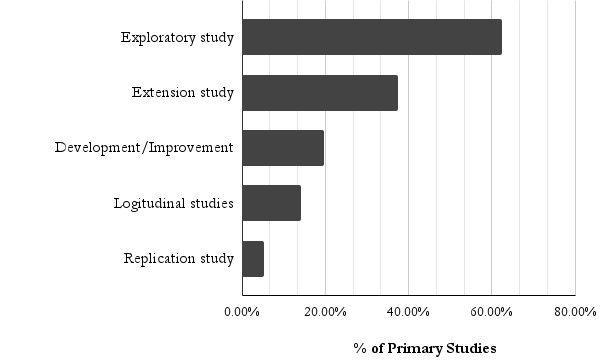 Exploratory study
Extension study
Development/Improvement
Logitudinal studies
Replication study
0.00% 20.00% 40.00% 60.00% 80.00%
% of Primary Studies